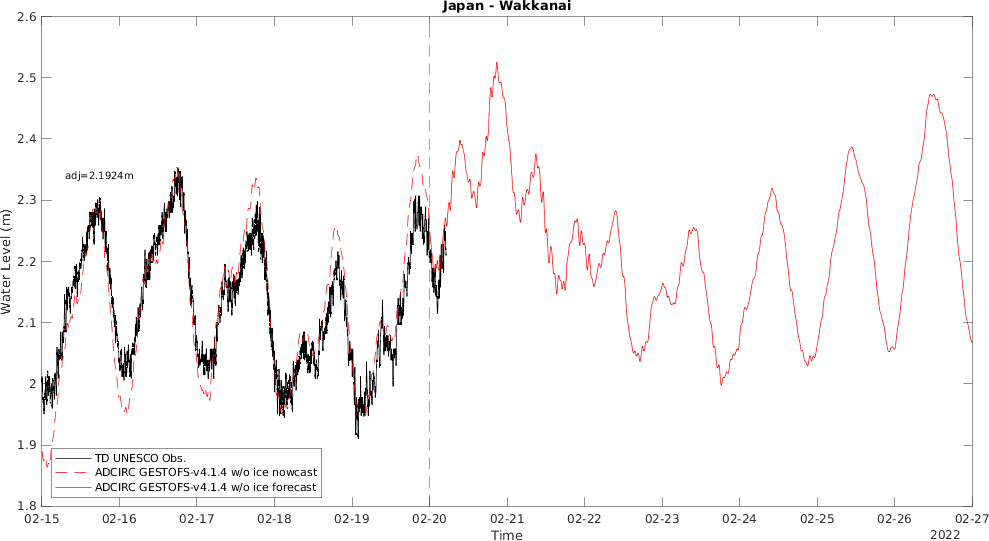 Japan - Wakkanai
2.6
2.5
2.4
2.3
2.2
2.1
2
1.9
1.8
Water Level (m)
adj=2.1924m
TD UNESCO Obs.
ADCIRC GESTOFS-v4.1.4 w/o ice nowcast
ADCIRC GESTOFS-v4.1.4 w/o ice forecast
02-15 02-16 02-17 02-18 02-19 02-20 02-21 02-22 02-23 02-24 02-25 02-26 02-27
Time
2022